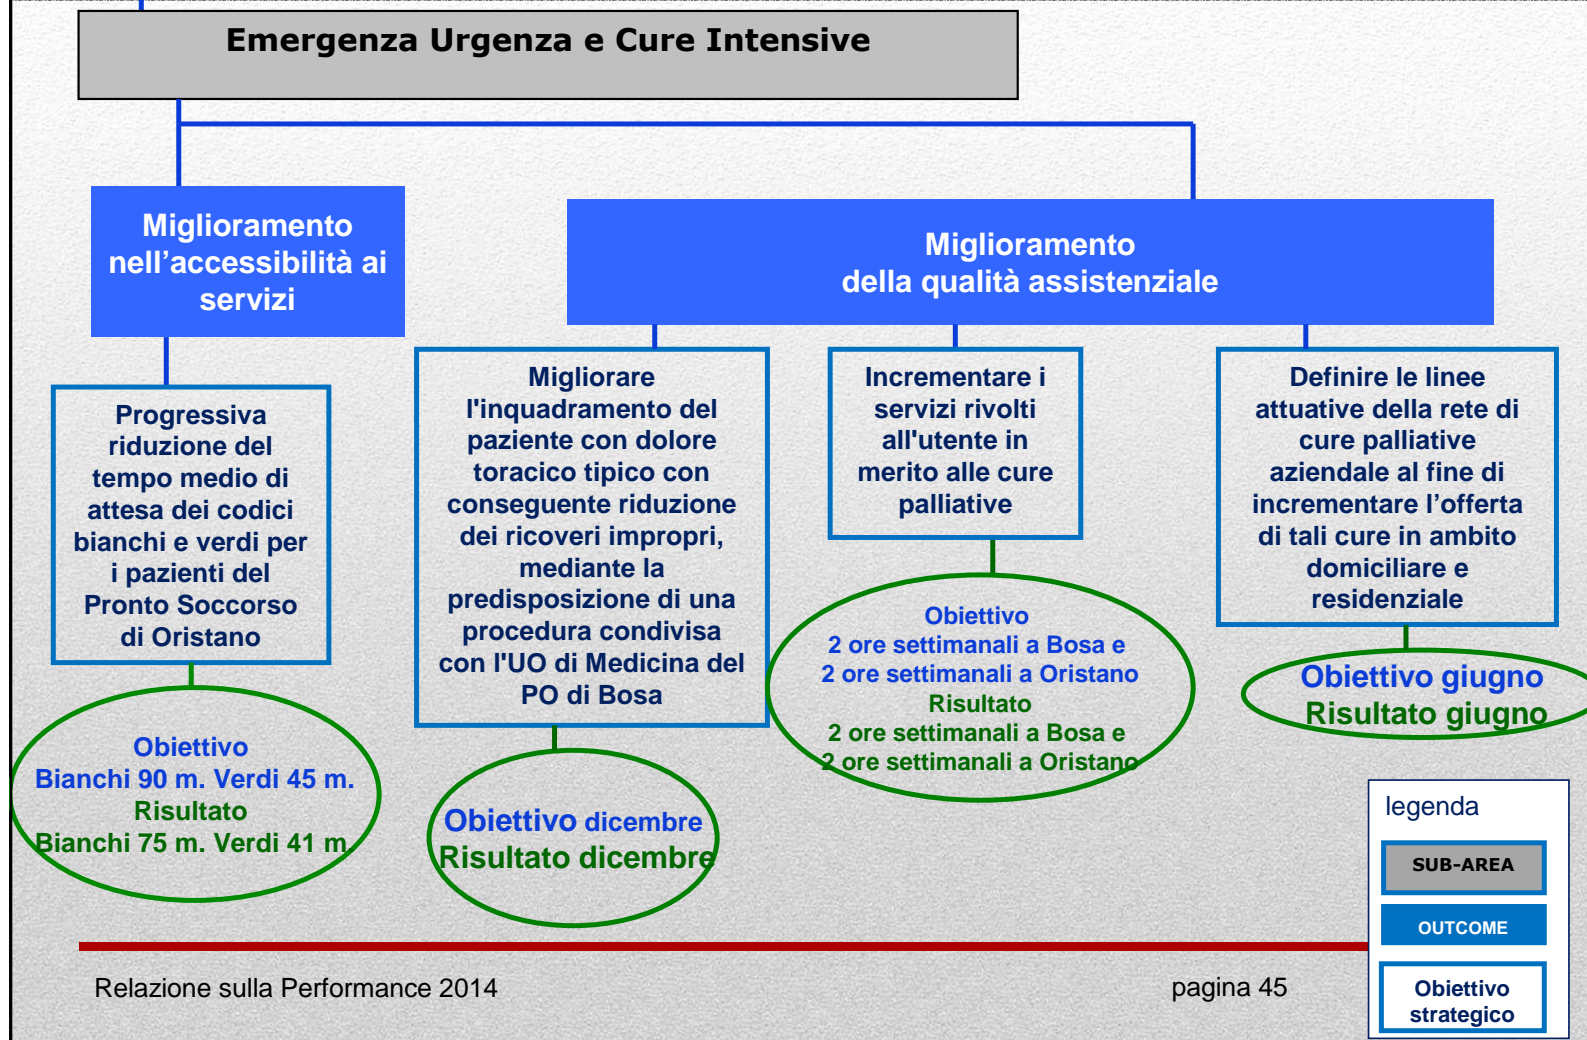 Emergenza Urgenza e Cure Intensive
Miglioramento
nell’accessibilità ai
servizi
Miglioramento
della qualità assistenziale
Progressiva
riduzione del
tempo medio di
attesa dei codici
bianchi e verdi per
i pazienti del
Pronto Soccorso
di Oristano
Migliorare
l'inquadramento del
paziente con dolore
toracico tipico con
conseguente riduzione
dei ricoveri impropri,
mediante la
predisposizione di una
procedura condivisa
con l'UO di Medicina del
PO di Bosa
Incrementare i
servizi rivolti
all'utente in
merito alle cure
palliative
Definire le linee
attuative della rete di
cure palliative
aziendale al fine di
incrementare l’offerta
di tali cure in ambito
domiciliare e
residenziale
Obiettivo
Bianchi 90 m. Verdi 45 m.
Risultato
Bianchi 75 m. Verdi 41 m.
Obiettivo dicembre
Risultato dicembre
Obiettivo
2 ore settimanali a Bosa e
2 ore settimanali a Oristano
Risultato
2 ore settimanali a Bosa e
2 ore settimanali a Oristano
Obiettivo giugno
Risultato giugno
legenda
SUB-AREA
OUTCOME
Obiettivo
strategico
Relazione sulla Performance 2014
pagina 45